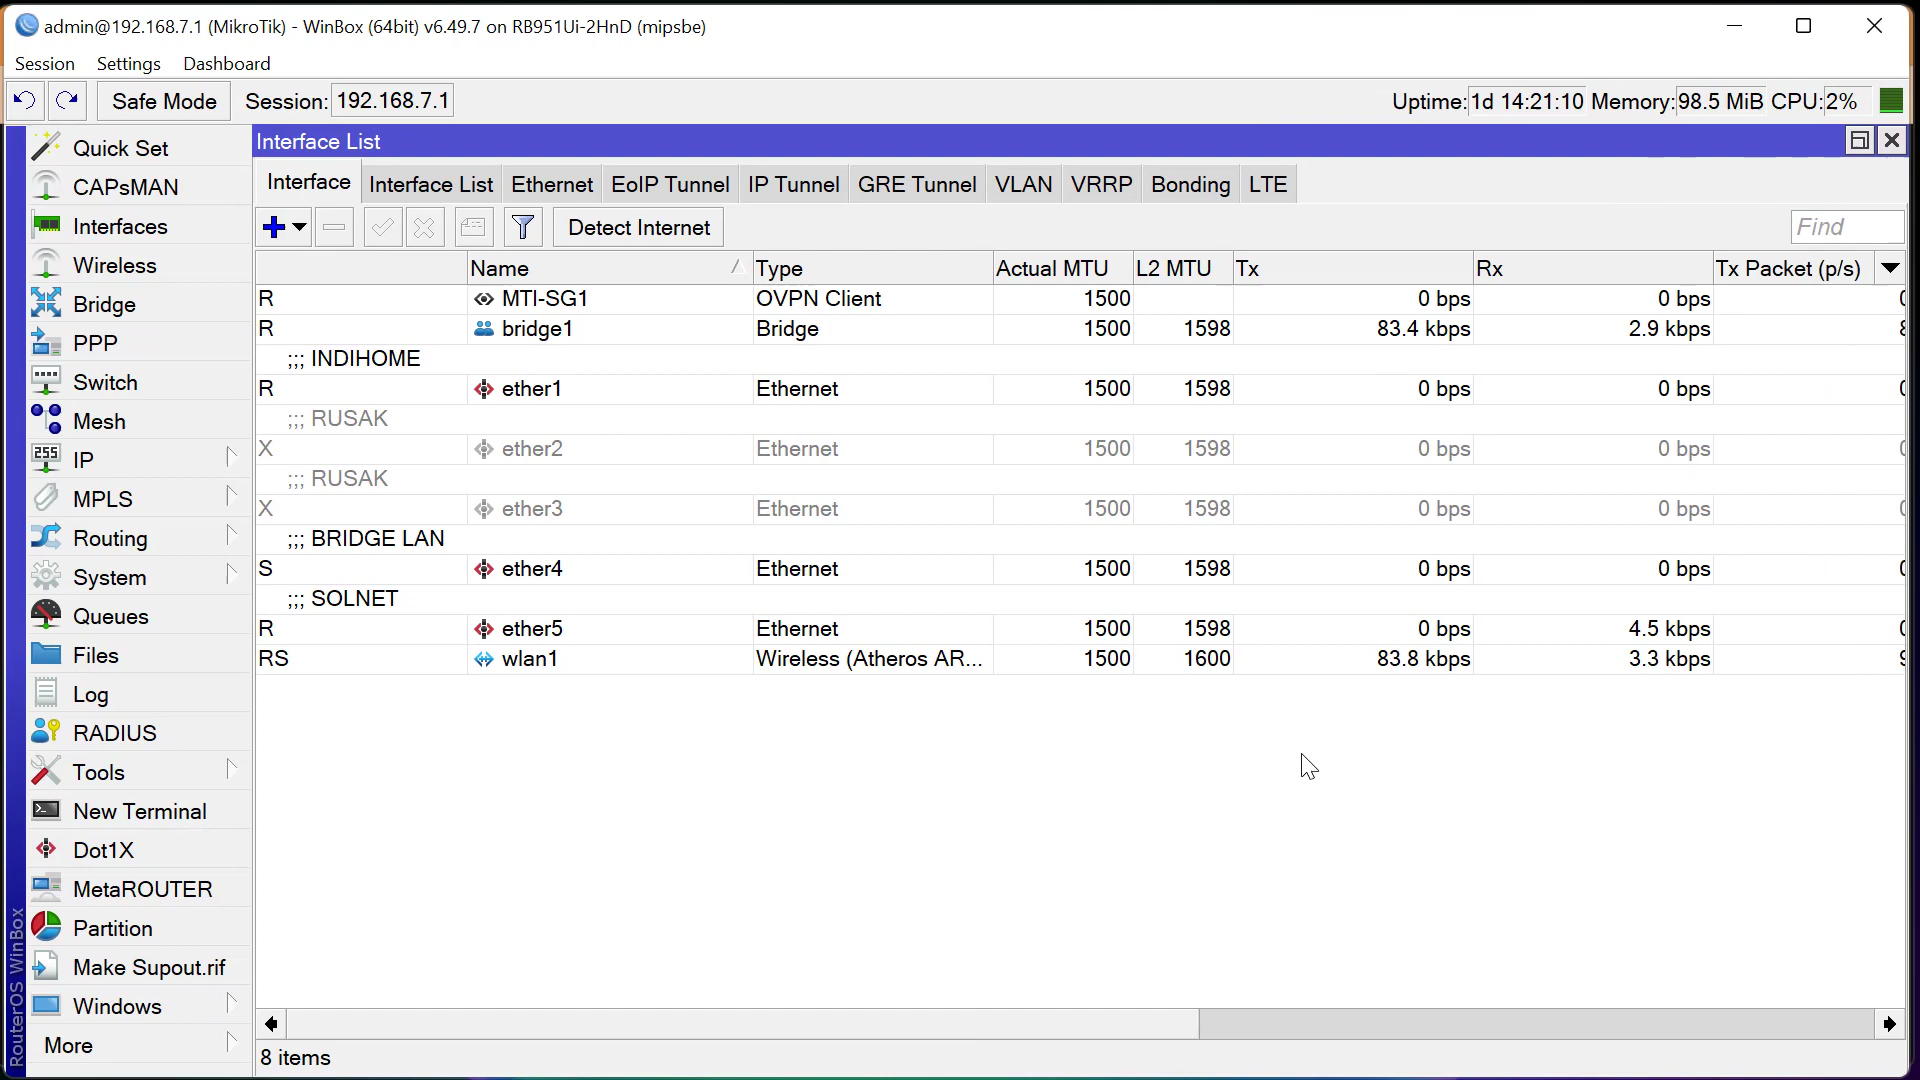 admin@192.168.7.1 (MikroTik) - WinBox (64bit) v6.49.7 on RB951Ui-2HnD (mipsbe)
Session Settings Dashboard
Safe Mode Session: 192.168.7.1 Uptime: 1d 14:21:10 Memory: 98.5 MiB CPU: 2%
Quick Set
CAPsMAN
Interfaces
Wireless
Bridge
PPP
Switch
Mesh
255 IP
MPLS
Routing
System
Queues
Files
Log
RADIUS
Tools
New Terminal
Dot1X
MetaROUTER
Partition
Make Supout.rif
Windows
More
RouterOS WinBox
Interface List
Interface Interface List Ethernet EoIP Tunnel IP Tunnel GRE Tunnel VLAN VRRP Bonding LTE
Detect Internet Find
Name Type Actual MTU L2 MTU Tx Rx Tx Packet (p/s)
R MTI-SG1 OVPN Client 1500 0 bps 0 bps
R bridge1 Bridge 1500 1598 83.4 kbps 2.9 kbps
;;; INDIHOME
R ether1 Ethernet 1500 1598 0 bps 0 bps
;;; RUSAK
X ether2 Ethernet 1500 1598 0 bps 0 bps
;;; RUSAK
X ether3 Ethernet 1500 1598 0 bps 0 bps
;;; BRIDGE LAN
S ether4 Ethernet 1500 1598 0 bps 0 bps
;;; SOLNET
R ether5 Ethernet 1500 1598 0 bps 4.5 kbps
RS wlan1 Wireless (Atheros AR... 1500 1600 83.8 kbps 3.3 kbps
8 items